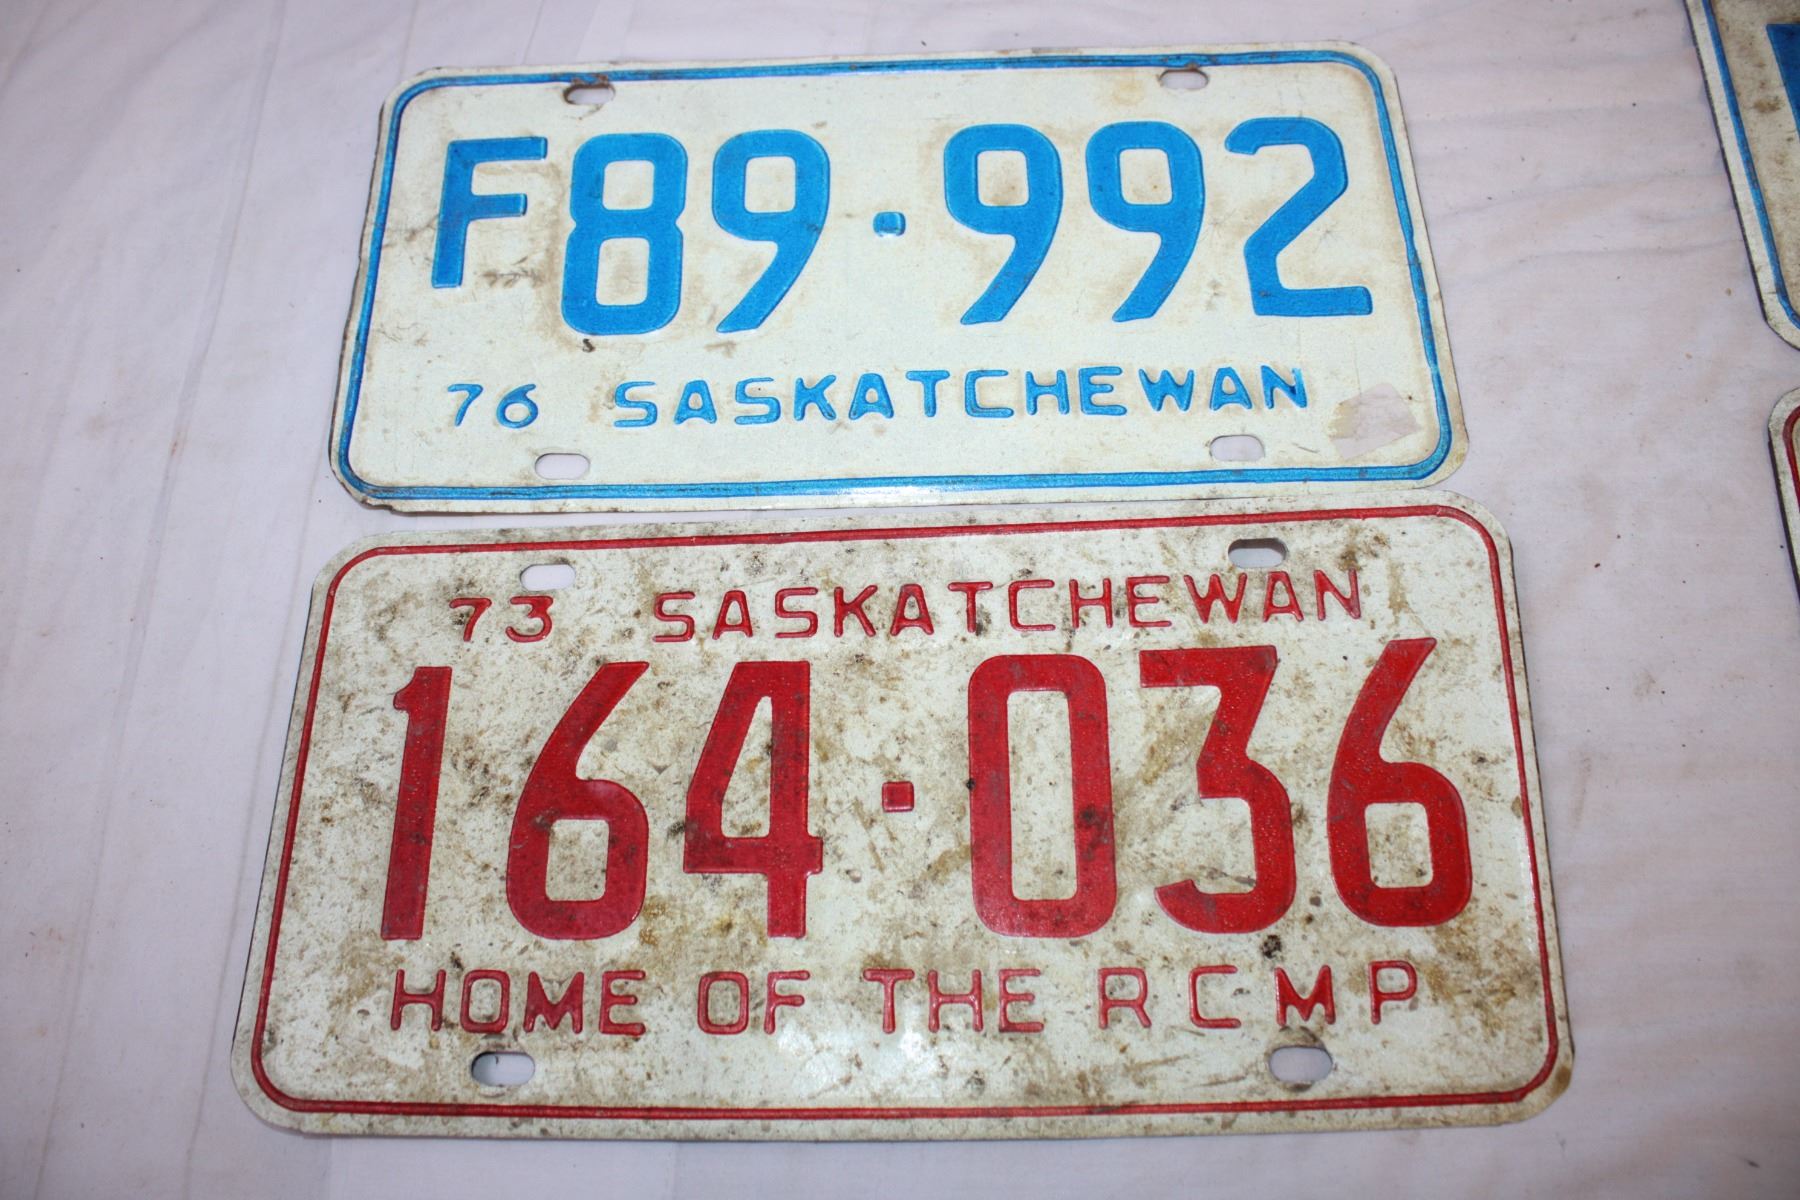 F89·992
76 SASKATCHEWAN
73 SASKATCHEWAN
164·036
HOME OF THE RCMP